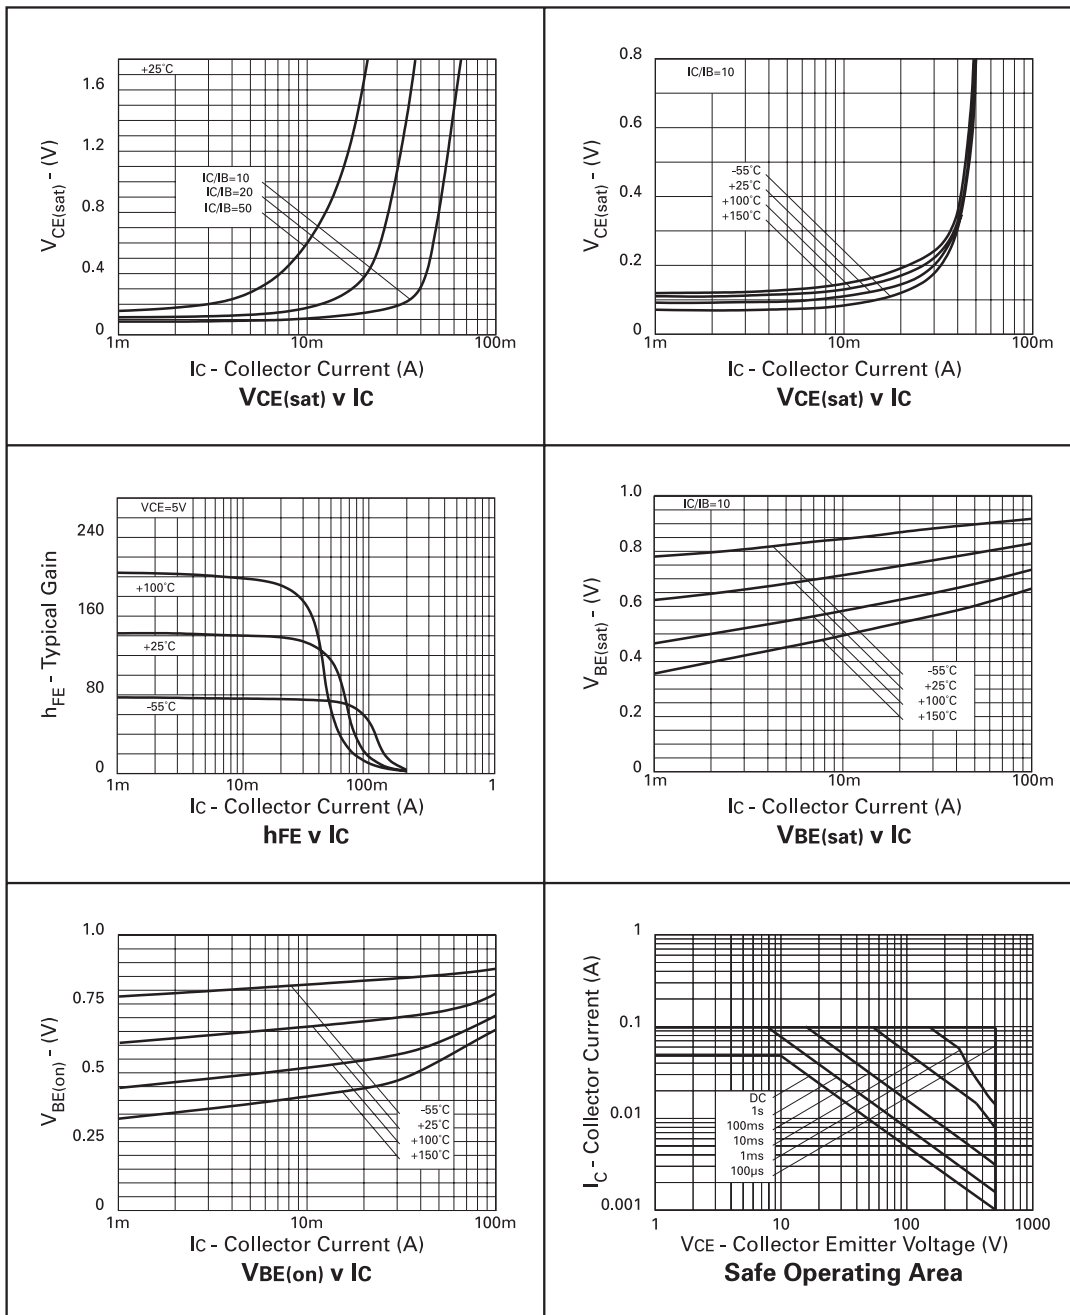 +25°C
1.6
1.2
0.8
0.4
0
VCE(sat) - (V)
IC/IB=10
IC/IB=20
IC/IB=50
1m 10m 100m
IC - Collector Current (A)
VCE(sat) v IC
IC/IB=10
0.8
0.6
0.4
0.2
0
VCE(sat) - (V)
-55°C
+25°C
+100°C
+150°C
1m 10m 100m
IC - Collector Current (A)
VCE(sat) v IC
VCE=5V
240
160
80
0
hFE - Typical Gain
+100°C
+25°C
-55°C
1m 10m 100m 1
IC - Collector Current (A)
hFE v IC
IC/IB=10
1.0
0.8
0.6
0.4
0.2
0
VBE(sat) - (V)
-55°C
+25°C
+100°C
+150°C
1m 10m 100m
IC - Collector Current (A)
VBE(sat) v IC
1.0
0.75
0.5
0.25
0
VBE(on) - (V)
-55°C
+25°C
+100°C
+150°C
1m 10m 100m
IC - Collector Current (A)
VBE(on) v IC
1
0.1
0.01
0.001
IC - Collector Current (A)
DC
1s
100ms
10ms
1ms
100µs
1 10 100 1000
VCE - Collector Emitter Voltage (V)
Safe Operating Area